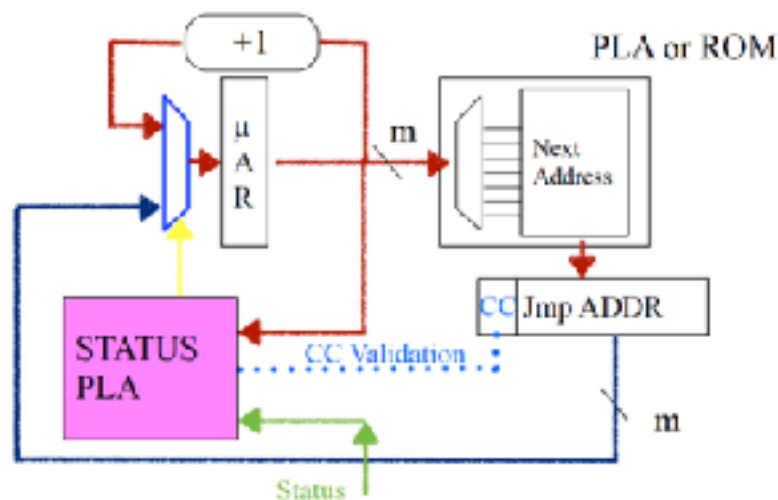 +1
PLA or ROM
μ
A
R
m
Next
Address
CC
Jmp ADDR
STATUS
PLA
CC Validation
m
Status